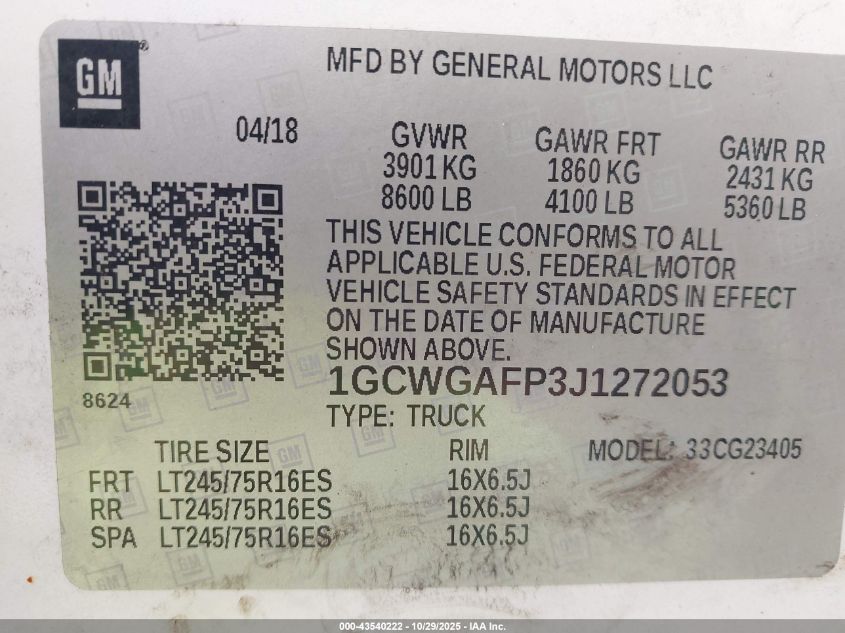 GM®
MFD BY GENERAL MOTORS LLC
04/18 GVWR GAWR FRT GAWR RR
3901 KG 1860 KG 2431 KG
8600 LB 4100 LB 5360 LB
THIS VEHICLE CONFORMS TO ALL
APPLICABLE U.S. FEDERAL MOTOR
VEHICLE SAFETY STANDARDS IN EFFECT
ON THE DATE OF MANUFACTURE
SHOWN ABOVE.
8624
1GCWGAFP3J1272053
TYPE: TRUCK
TIRE SIZE RIM MODEL: 33CG23405
FRT LT245/75R16ES 16X6.5J
RR LT245/75R16ES 16X6.5J
SPA LT245/75R16ES 16X6.5J
000-43540222 - 10/29/2025 - IAA Inc.